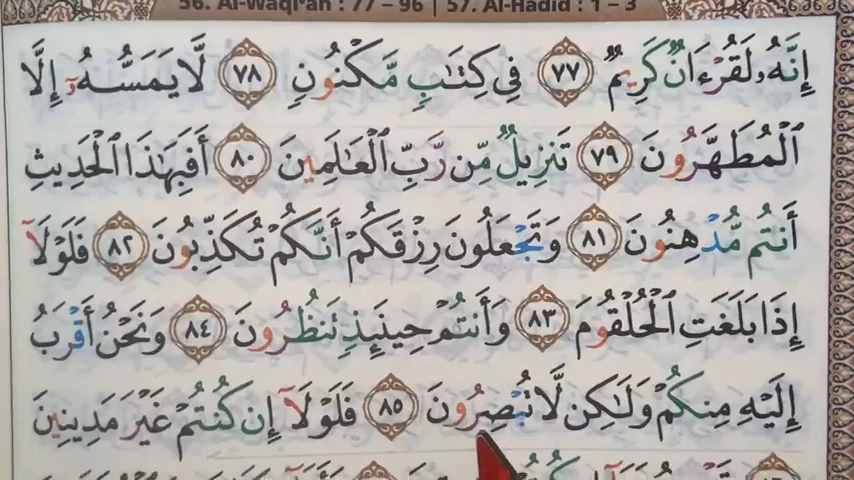 56. Al-Waqi'ah : 77 – 96 | 57. Al-Hadid : 1 – 3
إِنَّهُۥ لَقُرْءَانٌ كَرِيمٌ ٧٧ فِي كِتَٰبٍ مَّكْنُونٍ ٧٨ لَّا يَمَسُّهُۥٓ إِلَّا
ٱلْمُطَهَّرُونَ ٧٩ تَنزِيلٌ مِّن رَّبِّ ٱلْعَٰلَمِينَ ٨٠ أَفَبِهَٰذَا ٱلْحَدِيثِ
أَنتُم مُّدْهِنُونَ ٨١ وَتَجْعَلُونَ رِزْقَكُمْ أَنَّكُمْ تُكَذِّبُونَ ٨٢ فَلَوْلَآ
إِذَا بَلَغَتِ ٱلْحُلْقُومَ ٨٣ وَأَنتُمْ حِينَئِذٍ تَنظُرُونَ ٨٤ وَنَحْنُ أَقْرَبُ
إِلَيْهِ مِنكُمْ وَلَٰكِن لَّا تُبْصِرُونَ ٨٥ فَلَوْلَآ إِن كُنتُمْ غَيْرَ مَدِينِينَ